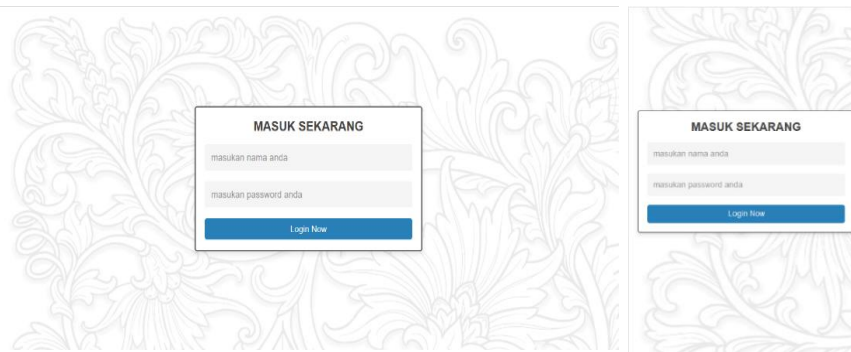 MASUK SEKARANG
masukan nama anda
masukan password anda
Login Now
MASUK SEKARANG
masukan nama anda
masukan password anda
Login Now